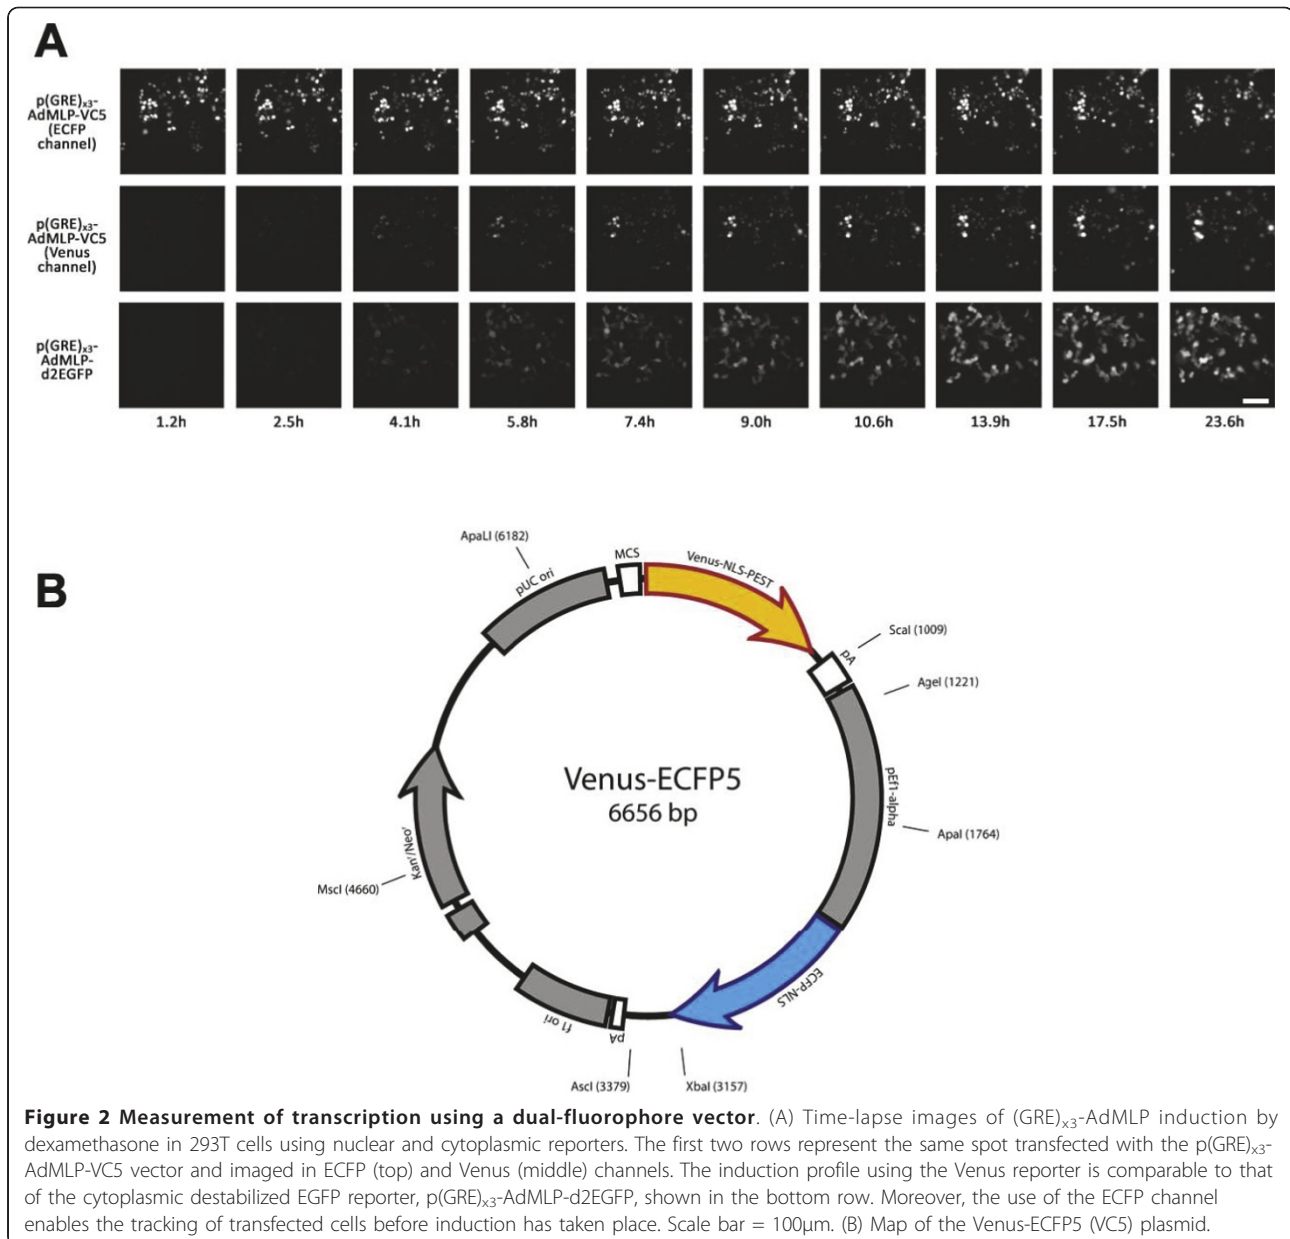 A
p(GRE)x3-
AdMLP-VC5
(ECFP
channel)
p(GRE)x3-
AdMLP-VC5
(Venus
channel)
p(GRE)x3-
AdMLP-
d2EGFP
1.2h 2.5h 4.1h 5.8h 7.4h 9.0h 10.6h 13.9h 17.5h 23.6h
B
ApaLI (6182)
pUC ori
MCS
Venus-NLS-PEST
ScaI (1009)
pA
AgeI (1221)
pEf1-alpha
ApaI (1764)
Venus-ECFP5
6656 bp
Kanʳ/Neoʳ
MscI (4660)
ECFP-NLS
f1 ori
pA
AscI (3379)
XbaI (3157)
Figure 2 Measurement of transcription using a dual-fluorophore vector. (A) Time-lapse images of (GRE)x3-AdMLP induction by
dexamethasone in 293T cells using nuclear and cytoplasmic reporters. The first two rows represent the same spot transfected with the p(GRE)x3-
AdMLP-VC5 vector and imaged in ECFP (top) and Venus (middle) channels. The induction profile using the Venus reporter is comparable to that
of the cytoplasmic destabilized EGFP reporter, p(GRE)x3-AdMLP-d2EGFP, shown in the bottom row. Moreover, the use of the ECFP channel
enables the tracking of transfected cells before induction has taken place. Scale bar = 100μm. (B) Map of the Venus-ECFP5 (VC5) plasmid.